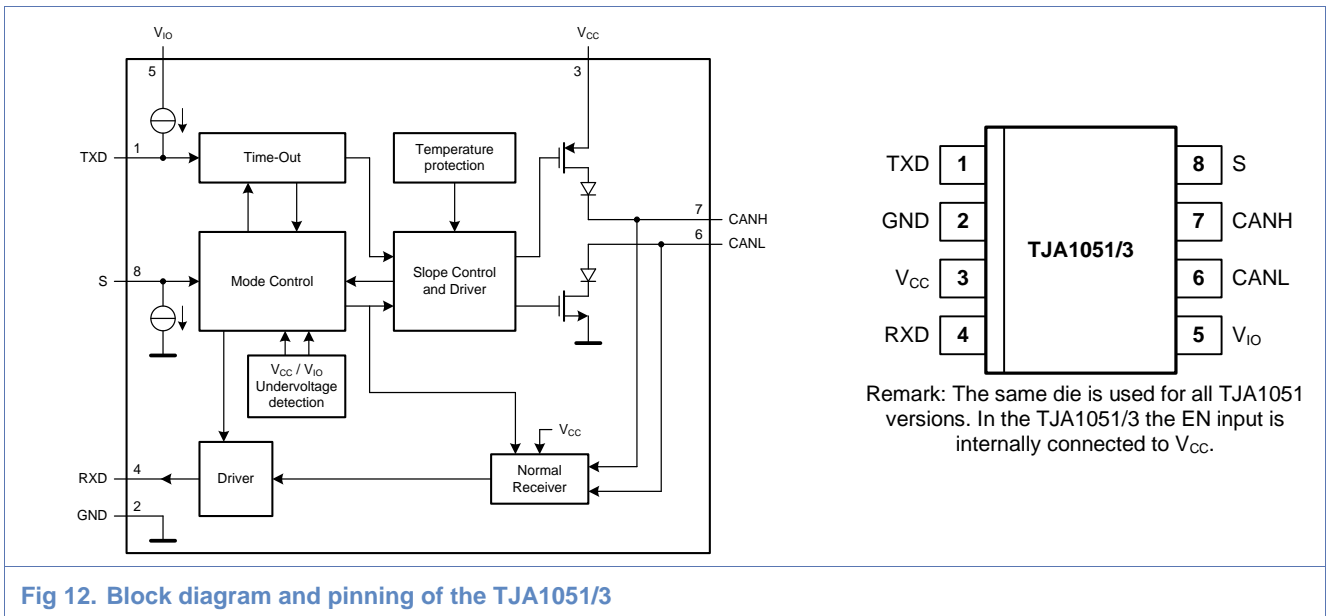 VIO
VCC
5
3
TXD
1
Time-Out
Temperature
protection
7
CANH
6
CANL
S
8
Mode Control
Slope Control
and Driver
VCC / VIO
Undervoltage
detection
VCC
RXD
4
Driver
Normal
Receiver
GND
2
TXD 1
GND 2
VCC 3
RXD 4
TJA1051/3
8 S
7 CANH
6 CANL
5 VIO
Remark: The same die is used for all TJA1051
versions. In the TJA1051/3 the EN input is
internally connected to VCC.
Fig 12. Block diagram and pinning of the TJA1051/3